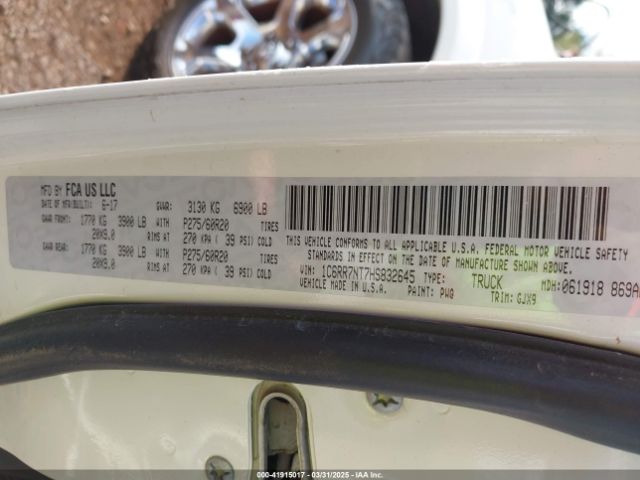 MFD BY FCA US LLC
DATE OF MFR(BUILT): 6-17 GVWR: 3130 KG 6900 LB
GAWR FRONT: 1770 KG 3900 LB WITH P275/60R20 TIRES
20X9.0 RIMS AT 270 KPA ( 39 PSI) COLD
GAWR REAR: 1770 KG 3900 LB WITH P275/60R20 TIRES
20X9.0 RIMS AT 270 KPA ( 39 PSI) COLD
THIS VEHICLE CONFORMS TO ALL APPLICABLE U.S.A. FEDERAL MOTOR VEHICLE SAFETY
STANDARDS IN EFFECT ON THE DATE OF MANUFACTURE SHOWN ABOVE.
VIN: 1C6RR7NT7HS832645 TYPE: TRUCK MDH:061918 869A
VEHICLE MADE IN U.S.A. PAINT: PWG TRIM: GJX9
000-41915017 - 03/31/2025 - © IAA, Inc.